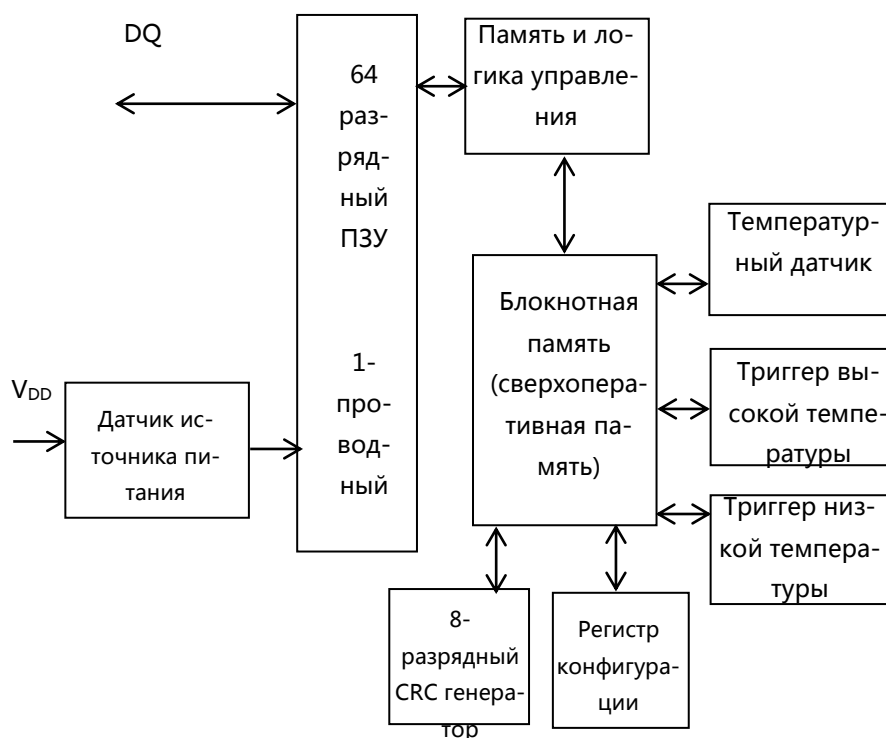 DQ
64
раз-
ряд-
ный
ПЗУ
1-
про-
вод-
ный
Память и ло-
гика управле-
ния
Температур-
ный датчик
Блокнотная
память
(сверхопера-
тивная па-
мять)
Триггер вы-
сокой темпе-
ратуры
VDD
Датчик ис-
точника пи-
тания
Триггер низ-
кой темпера-
туры
8-
разрядный
CRC генера-
тор
Регистр
конфигура-
ции